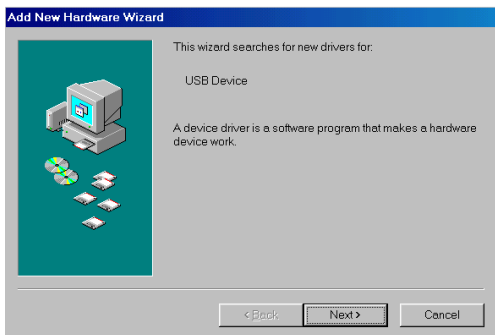 Add New Hardware Wizard
This wizard searches for new drivers for:
USB Device
A device driver is a software program that makes a hardware
device work.
< Back
Next >
Cancel